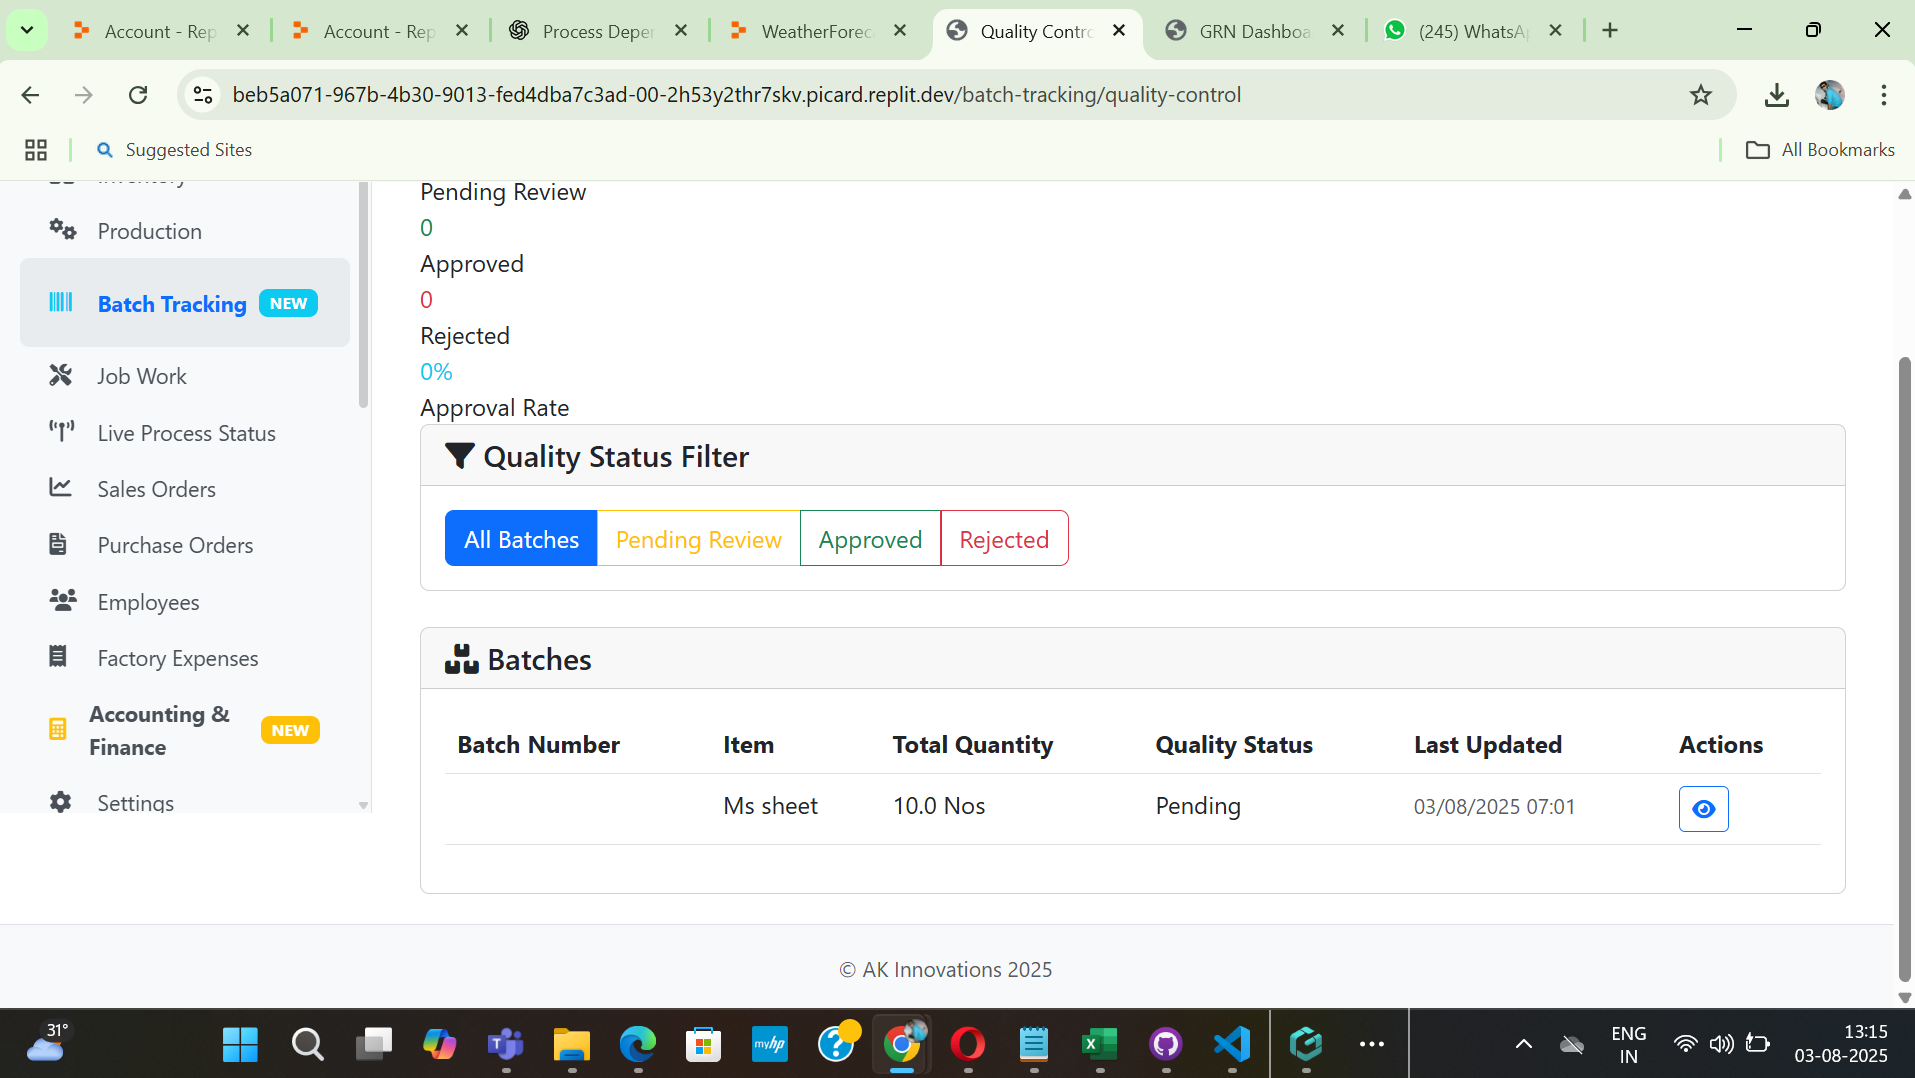 Account - Rep
Account - Rep
Process Deper
WeatherForec
Quality Contro
GRN Dashboa
(245) WhatsAp
beb5a071-967b-4b30-9013-fed4dba7c3ad-00-2h53y2thr7skv.picard.replit.dev/batch-tracking/quality-control
Suggested Sites
All Bookmarks
Inventory
Production
Batch Tracking NEW
Job Work
Live Process Status
Sales Orders
Purchase Orders
Employees
Factory Expenses
Accounting &
Finance
NEW
Settings
Pending Review
0
Approved
0
Rejected
0%
Approval Rate
Quality Status Filter
All Batches Pending Review Approved Rejected
Batches
Batch Number Item Total Quantity Quality Status Last Updated Actions
Ms sheet 10.0 Nos Pending 03/08/2025 07:01
© AK Innovations 2025
31°
myhp
ENG
IN
13:15
03-08-2025